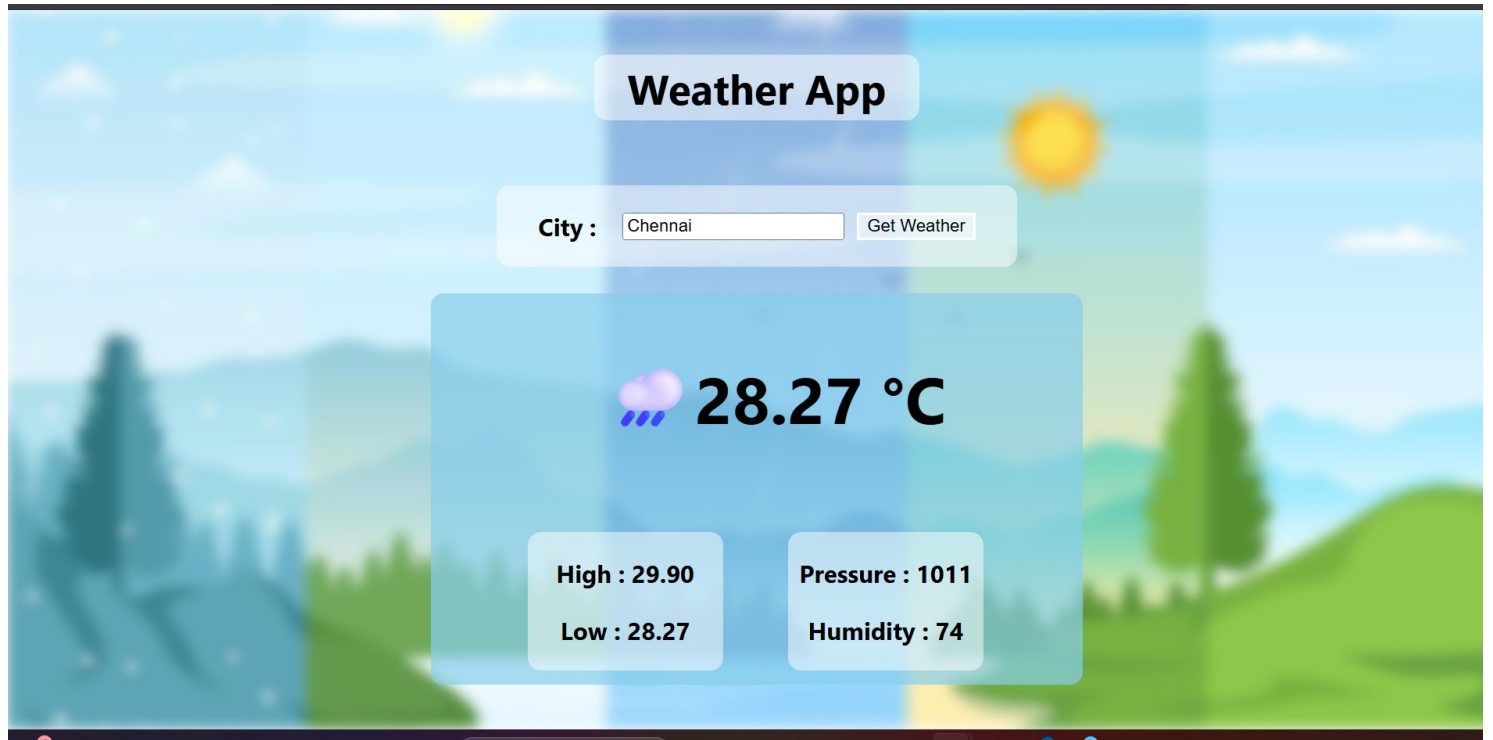 Weather App
City : Chennai Get Weather
28.27 °C
High : 29.90
Low : 28.27
Pressure : 1011
Humidity : 74